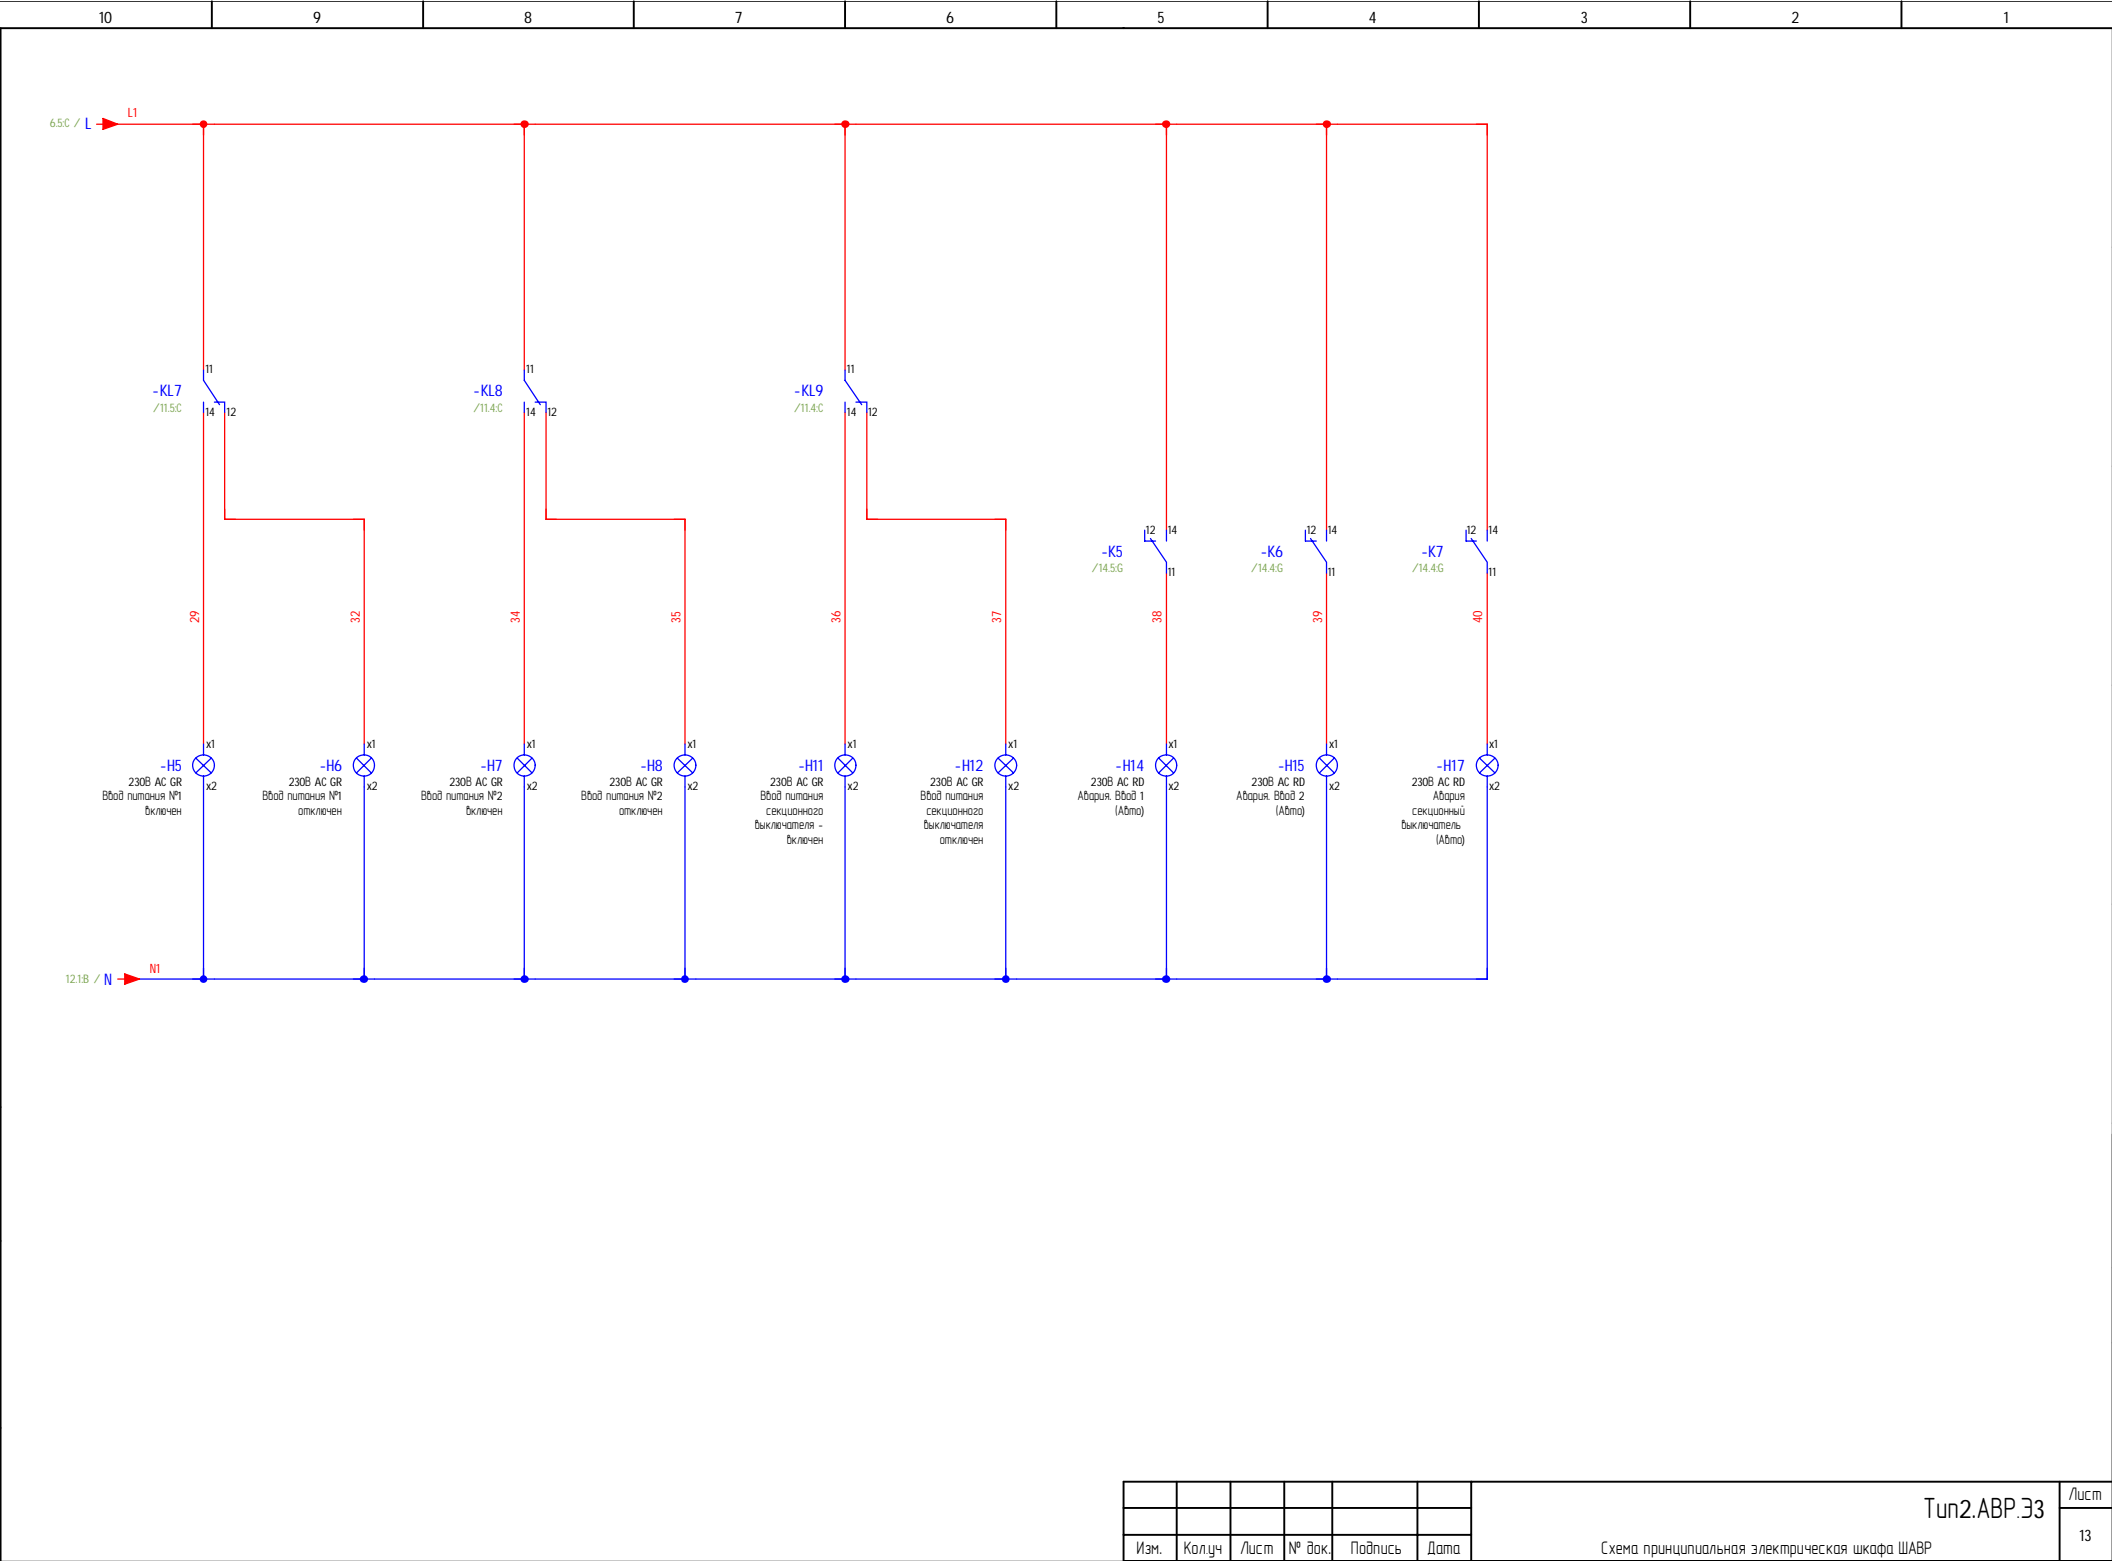 10 9 8 7 6 5 4 3 2 1
6.5:C / L L1
11 11 11
-KL7 -KL8 -KL9
/11.5:C /11.4:C /11.4:C
14 12 14 12 14 12
12 14 12 14 12 14
-K5 -K6 -K7
/14.5:G /14.4:G /14.4:G
11 11 11
29 32 34 35 36 37 38 39 40
x1 x1 x1 x1 x1 x1 x1 x1 x1
-H5 -H6 -H7 -H8 -H11 -H12 -H14 -H15 -H17
x2 x2 x2 x2 x2 x2 x2 x2 x2
230В AC GR
Ввод питания №1
включен
230В AC GR
Ввод питания №1
отключен
230В AC GR
Ввод питания №2
включен
230В AC GR
Ввод питания №2
отключен
230В AC GR
Ввод питания
секционного
выключателя -
включен
230В AC GR
Ввод питания
секционного
выключателя
отключен
230В AC RD
Авария. Ввод 1
(Авто)
230В AC RD
Авария. Ввод 2
(Авто)
230В AC RD
Авария
секционный
выключатель
(Авто)
12.1:B / N N1
Изм. Кол.уч Лист № док. Подпись Дата
Тип2.АВР.ЭЗ
Схема принципиальная электрическая шкафа ШАВР
Лист
13